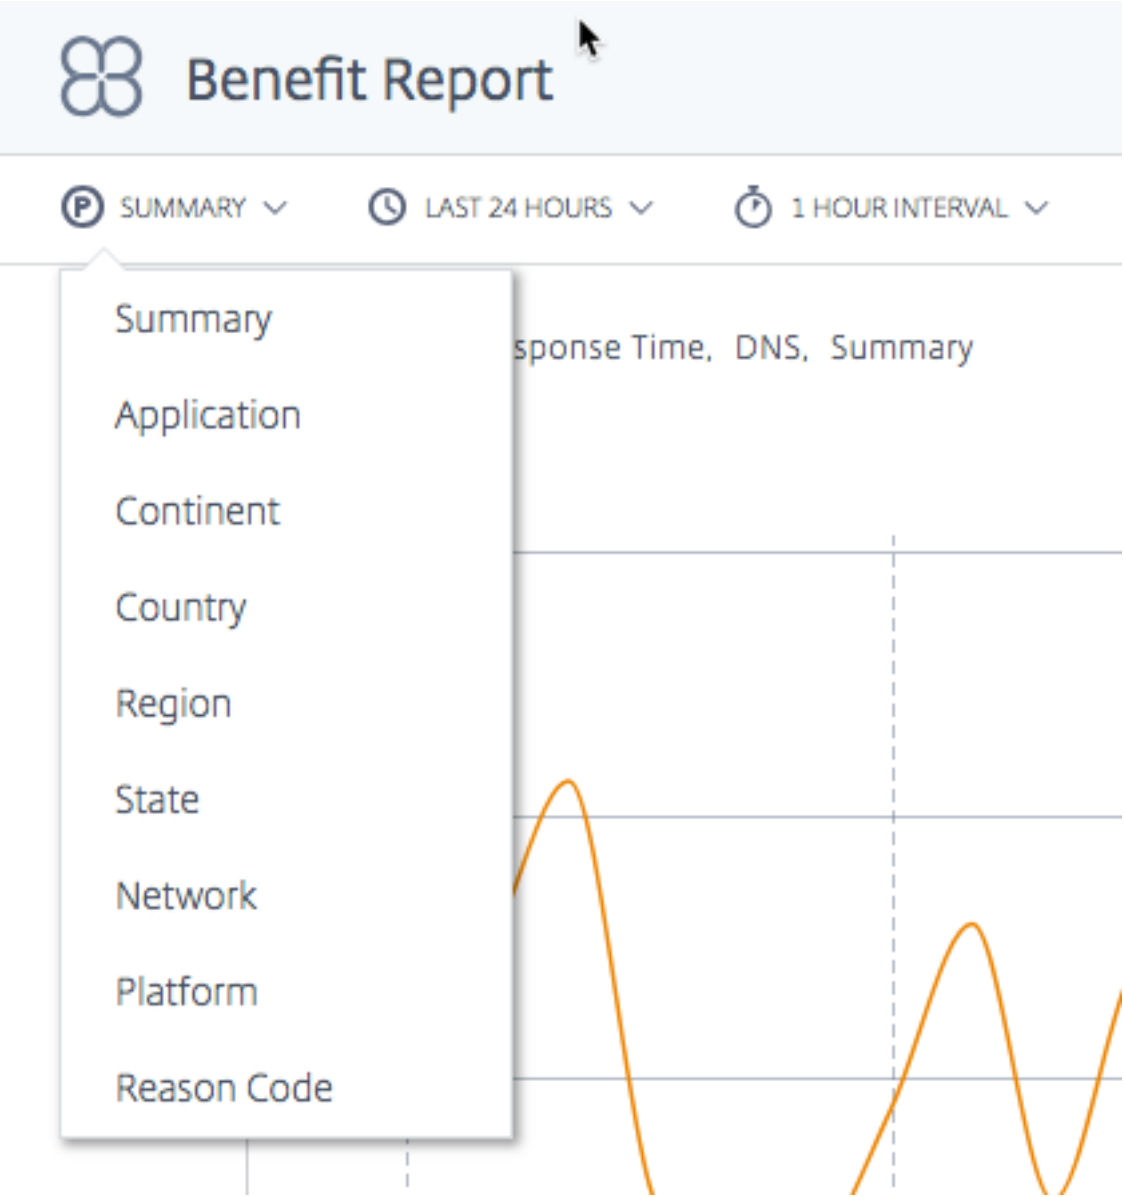 Benefit Report
P SUMMARY LAST 24 HOURS 1 HOUR INTERVAL
Summary
sponse Time, DNS, Summary
Application
Continent
Country
Region
State
Network
Platform
Reason Code